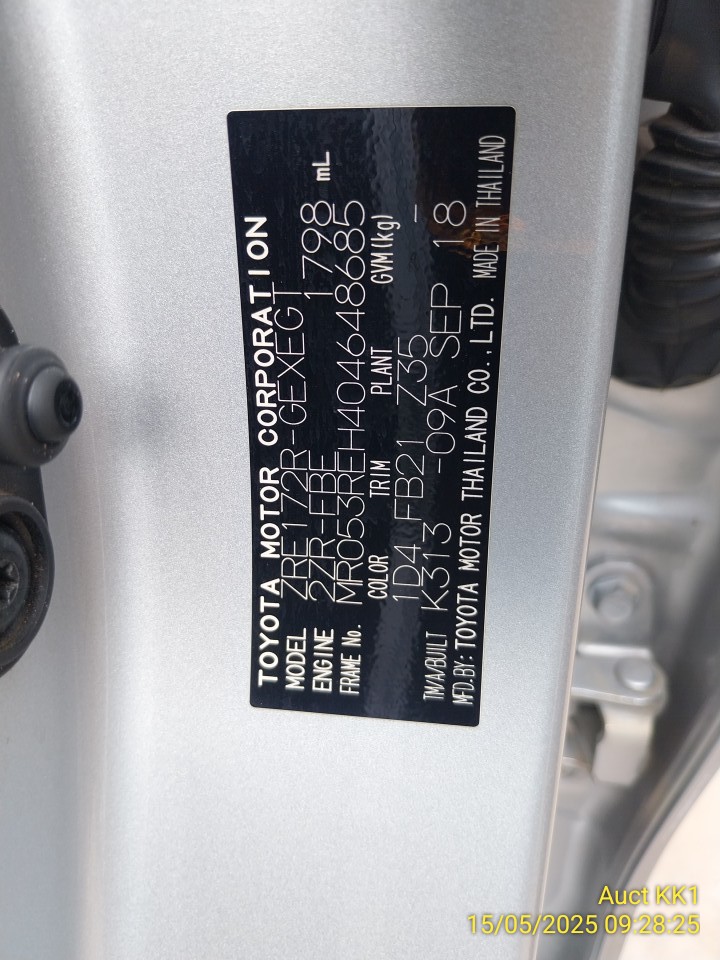 TOYOTA MOTOR CORPORATION
MODEL ZRE172R-GEXEGT
ENGINE 2ZR-FBE 1798 mL
FRAME No. MR053REH404648685
COLOR TRIM PLANT GVM(kg)
1D4 FB21 Z35 -
TM/A/BUILT K313 -09A SEP 18
MFD.BY: TOYOTA MOTOR THAILAND CO.,LTD. MADE IN THAILAND
Auct KK1
15/05/2025 09:28:25